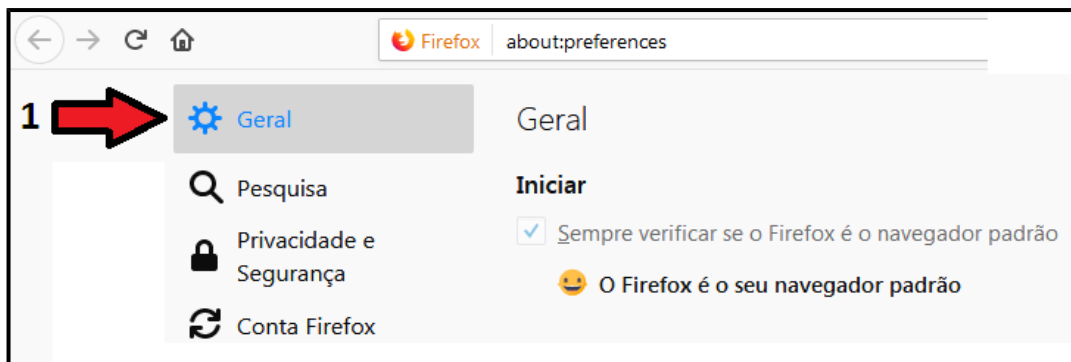 Firefox about:preferences
1
Geral
Geral
Pesquisa
Iniciar
Privacidade e
Segurança
Sempre verificar se o Firefox é o navegador padrão
O Firefox é o seu navegador padrão
Conta Firefox